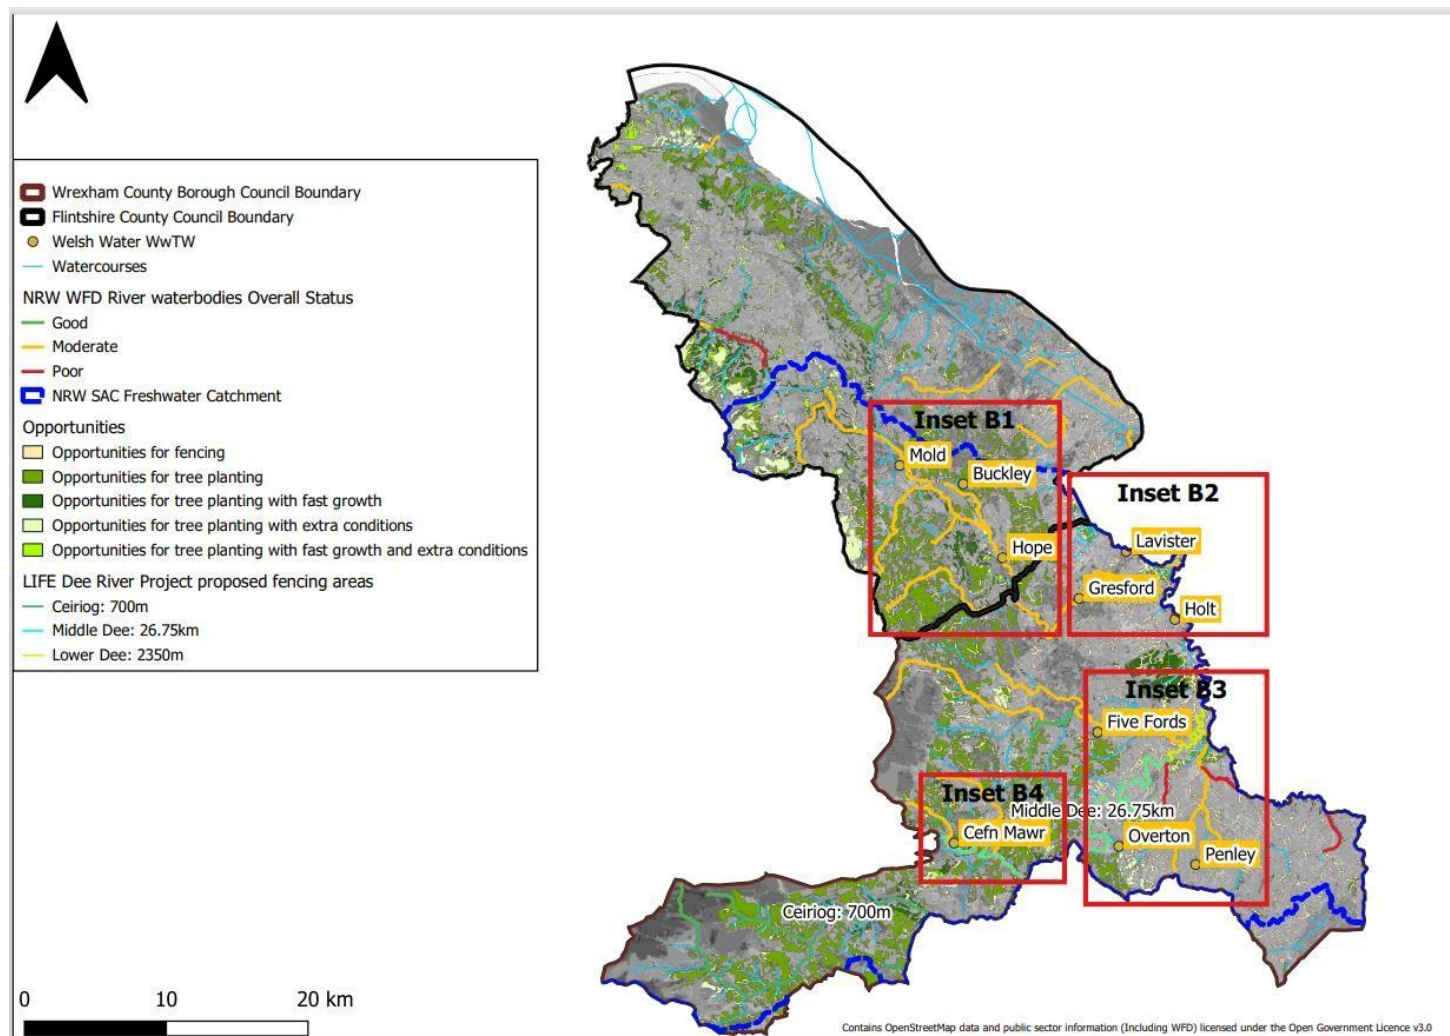 Wrexham County Borough Council Boundary
Flintshire County Council Boundary
Welsh Water WwTW
Watercourses
NRW WFD River waterbodies Overall Status
Good
Moderate
Poor
NRW SAC Freshwater Catchment
Opportunities
Opportunities for fencing
Opportunities for tree planting
Opportunities for tree planting with fast growth
Opportunities for tree planting with extra conditions
Opportunities for tree planting with fast growth and extra conditions
LIFE Dee River Project proposed fencing areas
Ceiriog: 700m
Middle Dee: 26.75km
Lower Dee: 2350m
Inset B1
Mold
Buckley
Hope
Inset B2
Lavister
Gresford
Holt
Inset B3
Five Fords
Overton
Penley
Inset B4
Middle Dee: 26.75km
Cefn Mawr
Ceiriog: 700m
0 10 20 km
Contains OpenStreetMap data and public sector information (Including WFD) licensed under the Open Government Licence v3.0